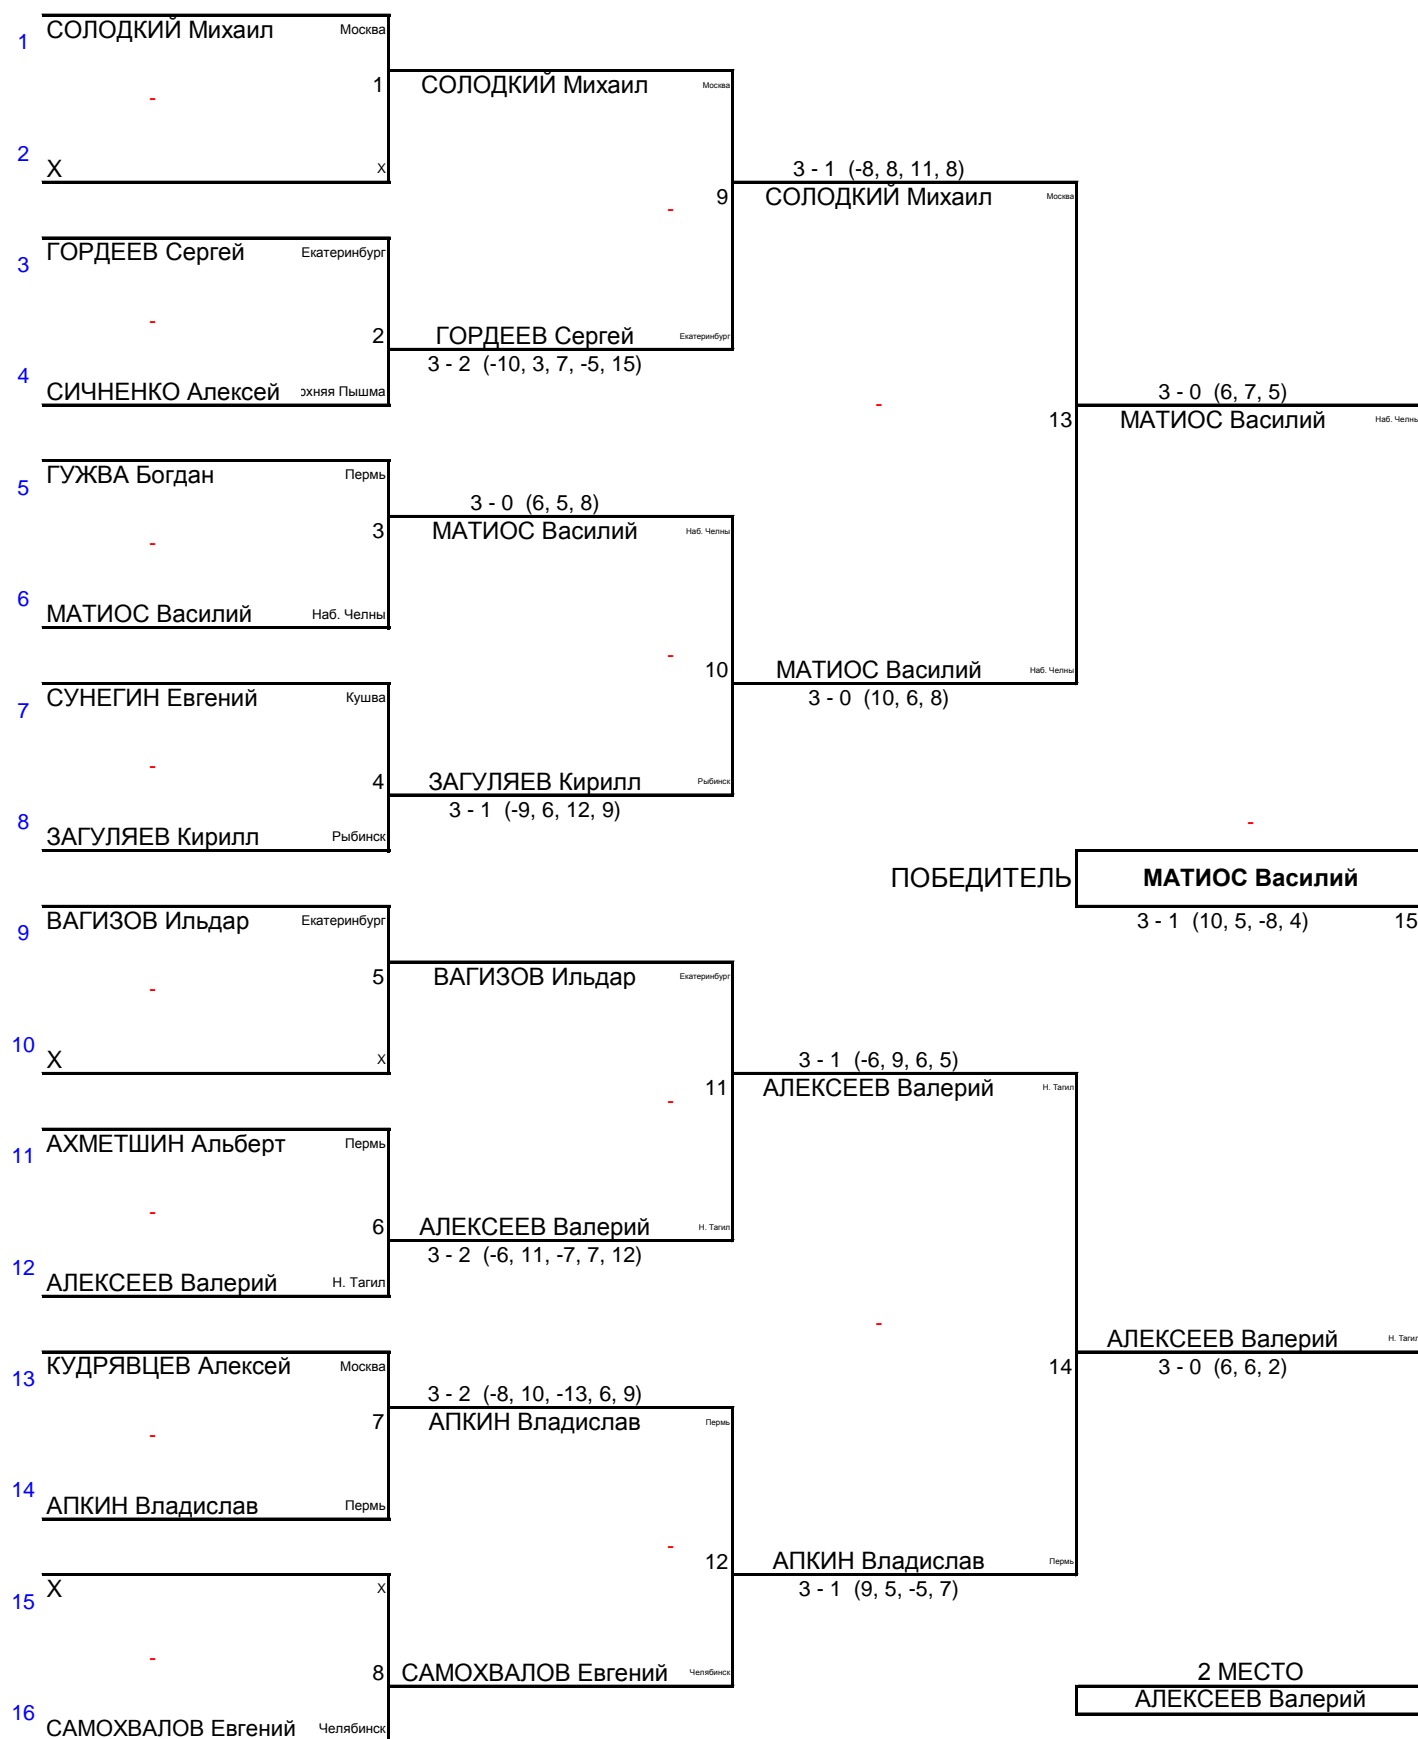 1 СОЛОДКИЙ Михаил Москва
1 СОЛОДКИЙ Михаил Москва
-
2 Х Х
3 - 1 (-8, 8, 11, 8)
9 СОЛОДКИЙ Михаил Москва
-
3 ГОРДЕЕВ Сергей Екатеринбург
-
2 ГОРДЕЕВ Сергей Екатеринбург
3 - 2 (-10, 3, 7, -5, 15)
4 СИЧНЕНКО Алексей охняя Пышма
-
3 - 0 (6, 7, 5)
13 МАТИОС Василий Наб. Челны
5 ГУЖВА Богдан Пермь
3 - 0 (6, 5, 8)
3 МАТИОС Василий Наб. Челны
-
6 МАТИОС Василий Наб. Челны
-
10 МАТИОС Василий Наб. Челны
3 - 0 (10, 6, 8)
7 СУНЕГИН Евгений Кушва
-
4 ЗАГУЛЯЕВ Кирилл Рыбинск
3 - 1 (-9, 6, 12, 9)
8 ЗАГУЛЯЕВ Кирилл Рыбинск
-
ПОБЕДИТЕЛЬ МАТИОС Василий
3 - 1 (10, 5, -8, 4) 15
9 ВАГИЗОВ Ильдар Екатеринбург
5 ВАГИЗОВ Ильдар Екатеринбург
-
10 Х Х
3 - 1 (-6, 9, 6, 5)
11 АЛЕКСЕЕВ Валерий Н. Тагил
-
11 АХМЕТШИН Альберт Пермь
-
6 АЛЕКСЕЕВ Валерий Н. Тагил
3 - 2 (-6, 11, -7, 7, 12)
12 АЛЕКСЕЕВ Валерий Н. Тагил
-
АЛЕКСЕЕВ Валерий Н. Тагил
14 3 - 0 (6, 6, 2)
13 КУДРЯВЦЕВ Алексей Москва
3 - 2 (-8, 10, -13, 6, 9)
7 АПКИН Владислав Пермь
-
14 АПКИН Владислав Пермь
-
12 АПКИН Владислав Пермь
3 - 1 (9, 5, -5, 7)
15 Х Х
-
8 САМОХВАЛОВ Евгений Челябинск
16 САМОХВАЛОВ Евгений Челябинск
2 МЕСТО
АЛЕКСЕЕВ Валерий